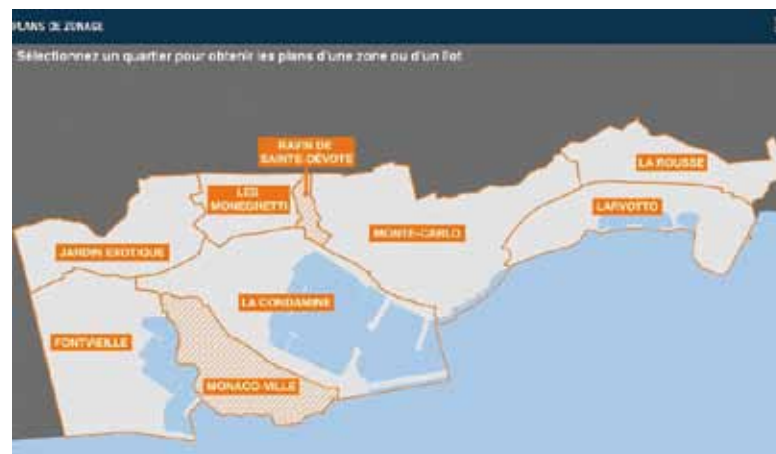 PLANS DE ZONAGE
Sélectionnez un quartier pour obtenir les plans d'une zone ou d'un îlot
RAVIN DE
SAINTE-DÉVOTE
LA ROUSSE
LES
MONEGHETTI
LARVOTTO
MONTE-CARLO
JARDIN EXOTIQUE
LA CONDAMINE
FONTVIEILLE
MONACO-VILLE